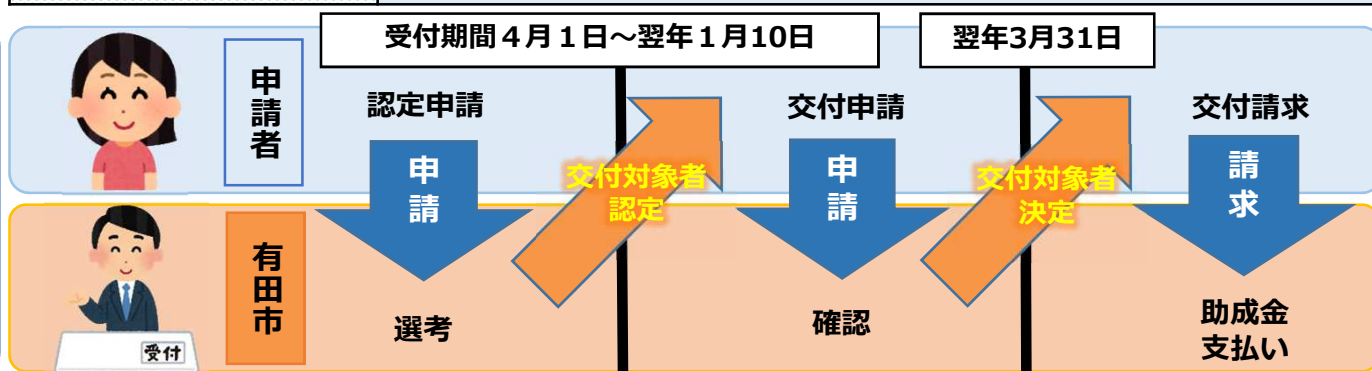 受付期間４月１日～翌年１月10日
翌年3月31日
申請者
認定申請
交付申請
交付請求
申請
交付対象者
認定
申請
交付対象者
決定
請求
有田市
選考
確認
助成金
支払い
受付